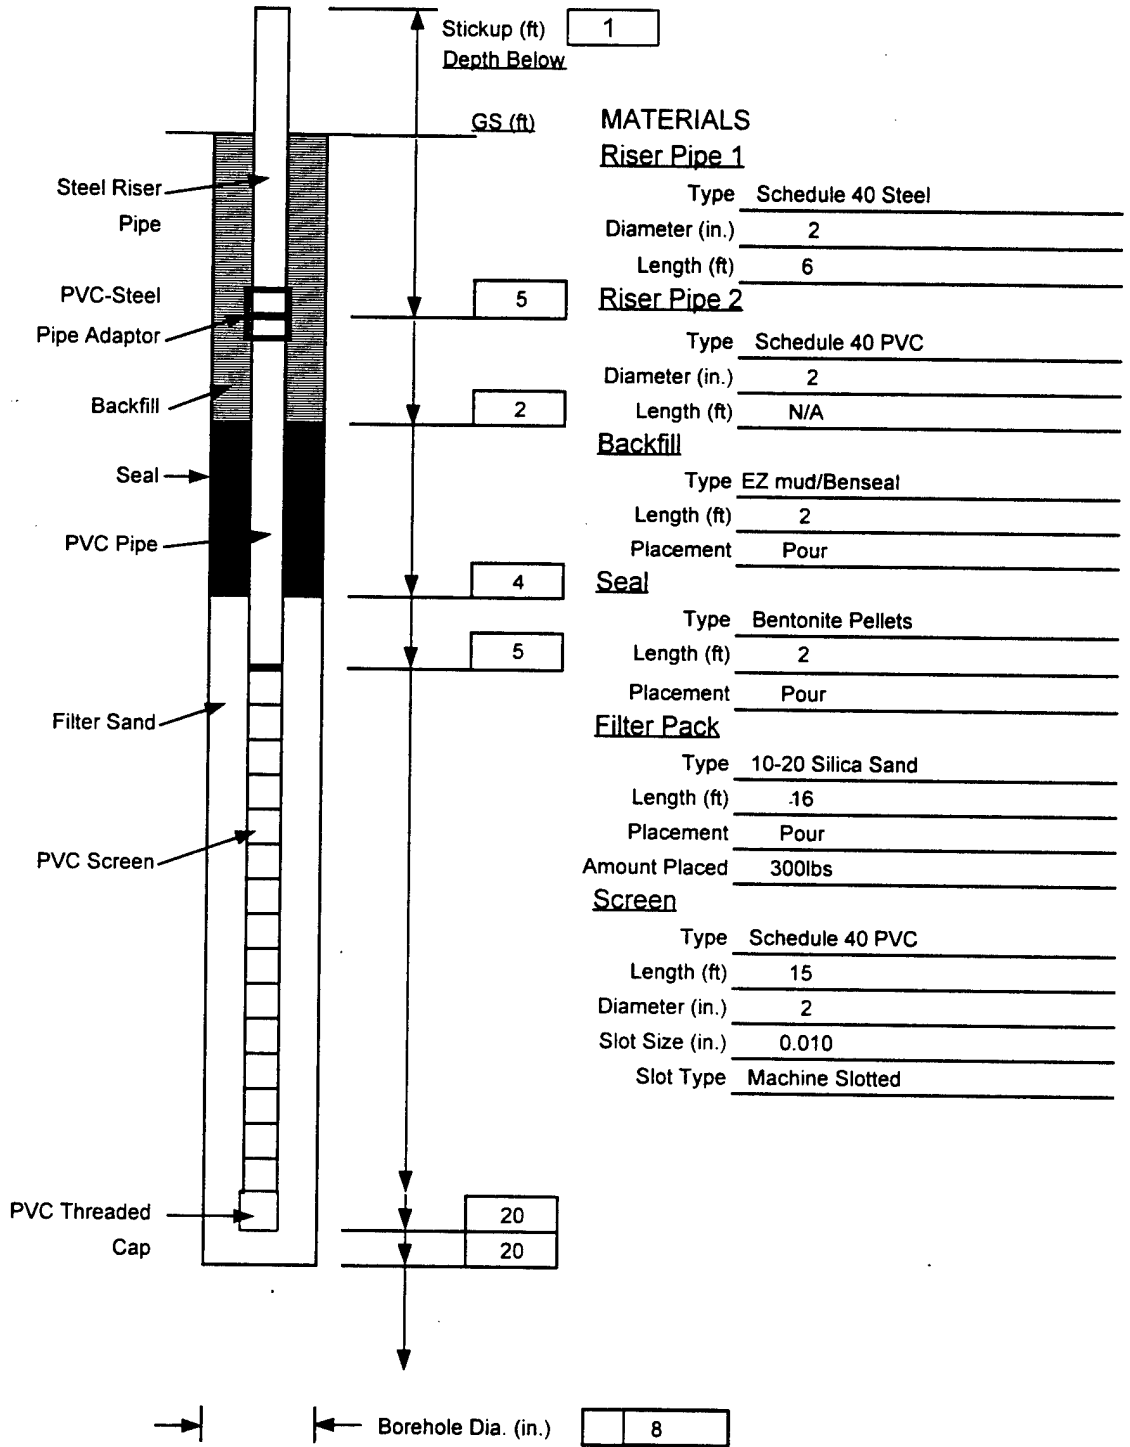 Stickup (ft) 1
Depth Below
GS (ft)
Steel Riser
Pipe
PVC-Steel
Pipe Adaptor
5
Backfill
2
Seal
PVC Pipe
4
5
Filter Sand
PVC Screen
PVC Threaded
Cap
20
20
Borehole Dia. (in.) 8
MATERIALS
Riser Pipe 1
Type Schedule 40 Steel
Diameter (in.) 2
Length (ft) 6
Riser Pipe 2
Type Schedule 40 PVC
Diameter (in.) 2
Length (ft) N/A
Backfill
Type EZ mud/Benseal
Length (ft) 2
Placement Pour
Seal
Type Bentonite Pellets
Length (ft) 2
Placement Pour
Filter Pack
Type 10-20 Silica Sand
Length (ft) 16
Placement Pour
Amount Placed 300lbs
Screen
Type Schedule 40 PVC
Length (ft) 15
Diameter (in.) 2
Slot Size (in.) 0.010
Slot Type Machine Slotted